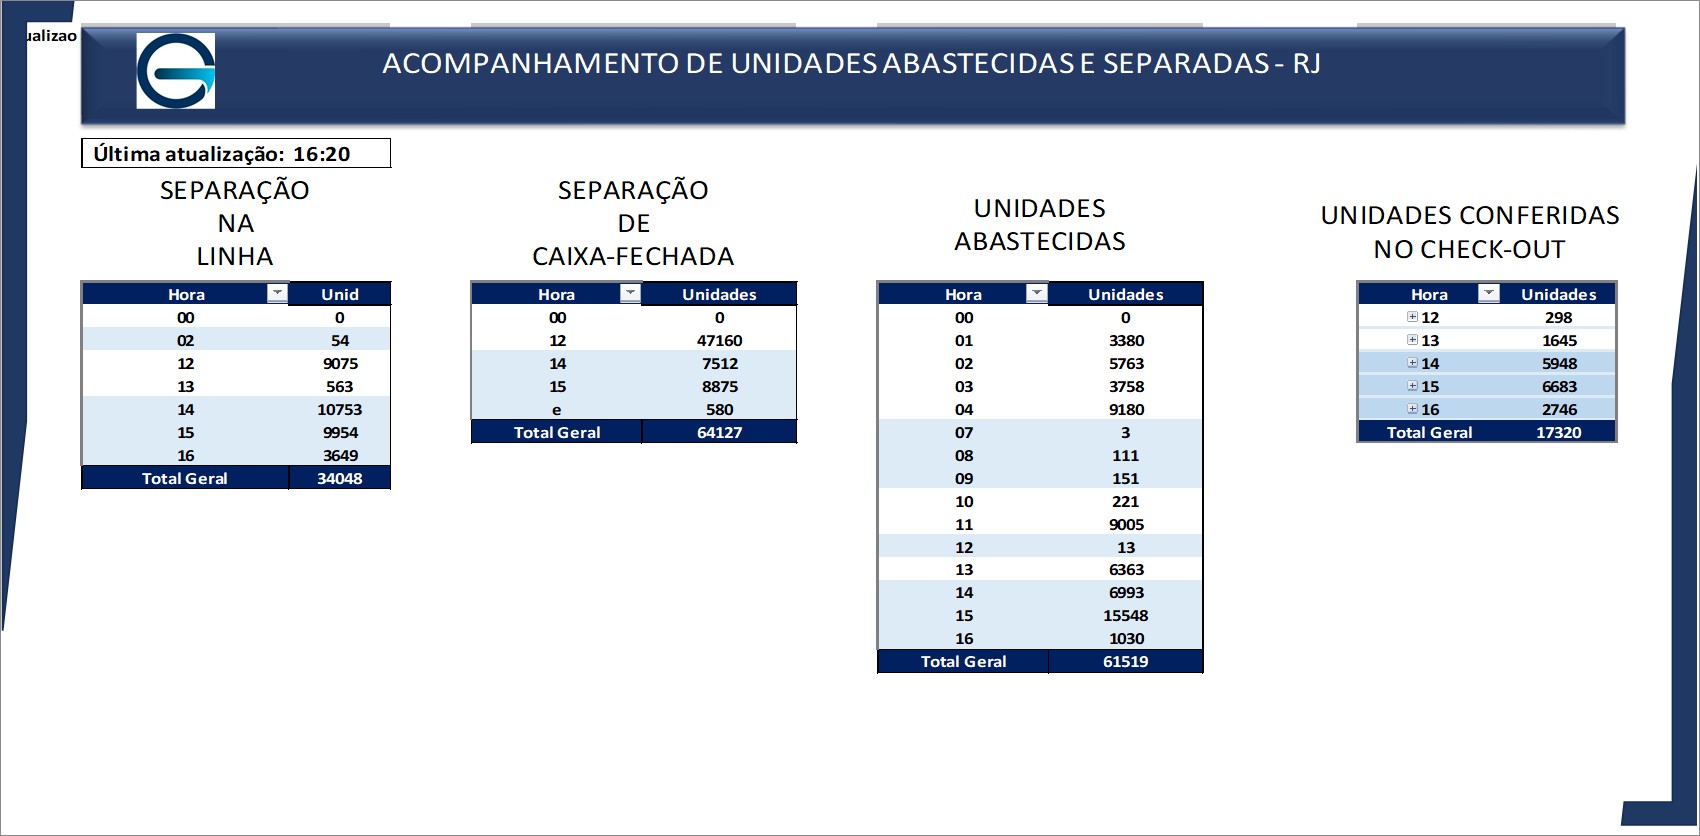 ualizao
ACOMPANHAMENTO DE UNIDADES ABASTECIDAS E SEPARADAS - RJ
Última atualização: 16:20
SEPARAÇÃO
NA
LINHA
Hora Unid
00 0
02 54
12 9075
13 563
14 10753
15 9954
16 3649
Total Geral 34048
SEPARAÇÃO
DE
CAIXA-FECHADA
Hora Unidades
00 0
12 47160
14 7512
15 8875
e 580
Total Geral 64127
UNIDADES
ABASTECIDAS
Hora Unidades
00 0
01 3380
02 5763
03 3758
04 9180
07 3
08 111
09 151
10 221
11 9005
12 13
13 6363
14 6993
15 15548
16 1030
Total Geral 61519
UNIDADES CONFERIDAS
NO CHECK-OUT
Hora Unidades
12 298
13 1645
14 5948
15 6683
16 2746
Total Geral 17320